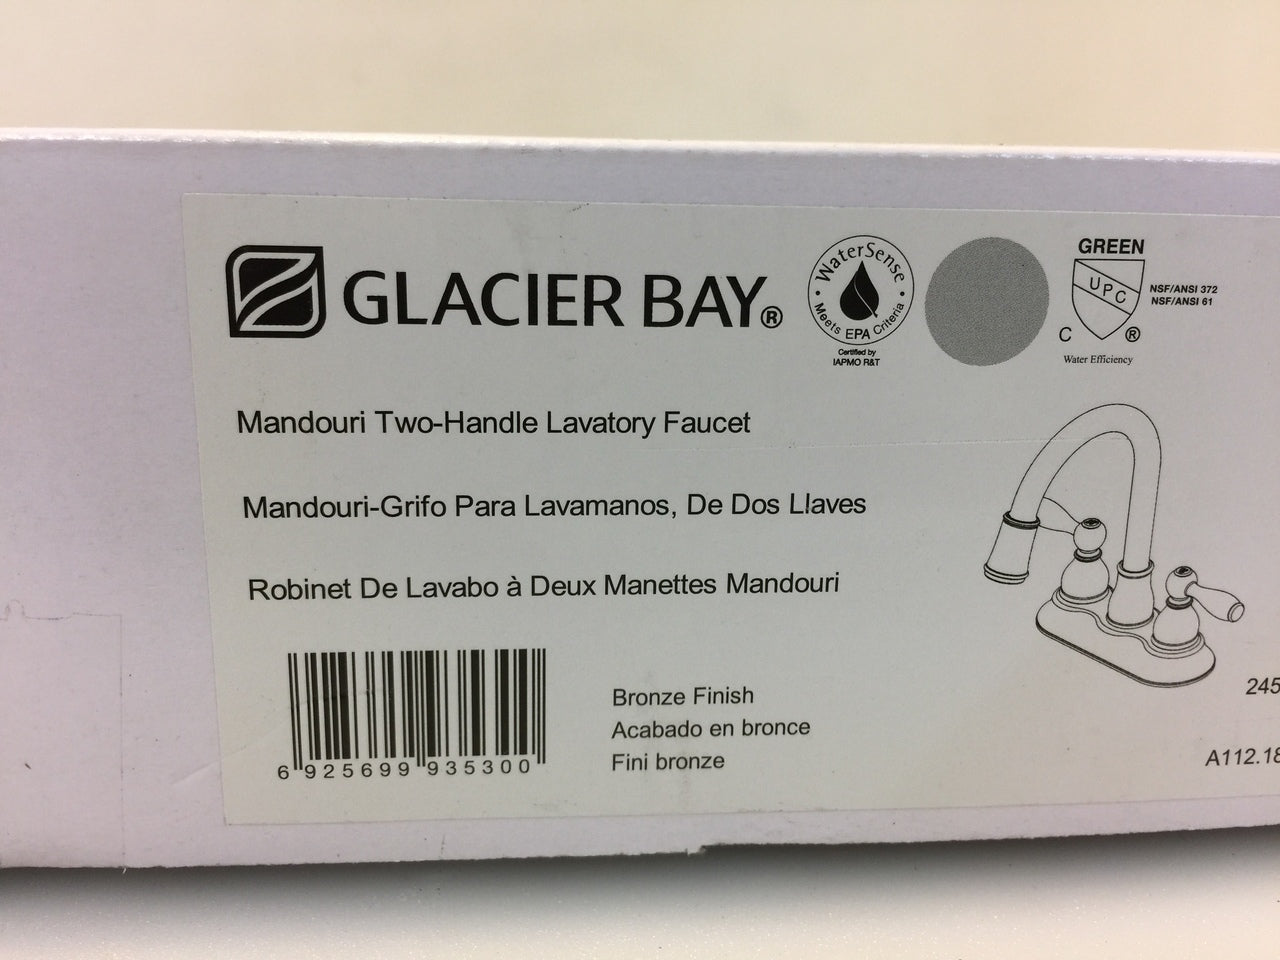 GLACIER BAY®
WaterSense
Meets EPA Criteria
Certified by
IAPMO R&T
GREEN
UPC
C ®
NSF/ANSI 372
NSF/ANSI 61
Water Efficiency
Mandouri Two-Handle Lavatory Faucet
Mandouri-Grifo Para Lavamanos, De Dos Llaves
Robinet De Lavabo à Deux Manettes Mandouri
Bronze Finish
Acabado en bronce
Fini bronze
6 925699 935300
245
A112.18